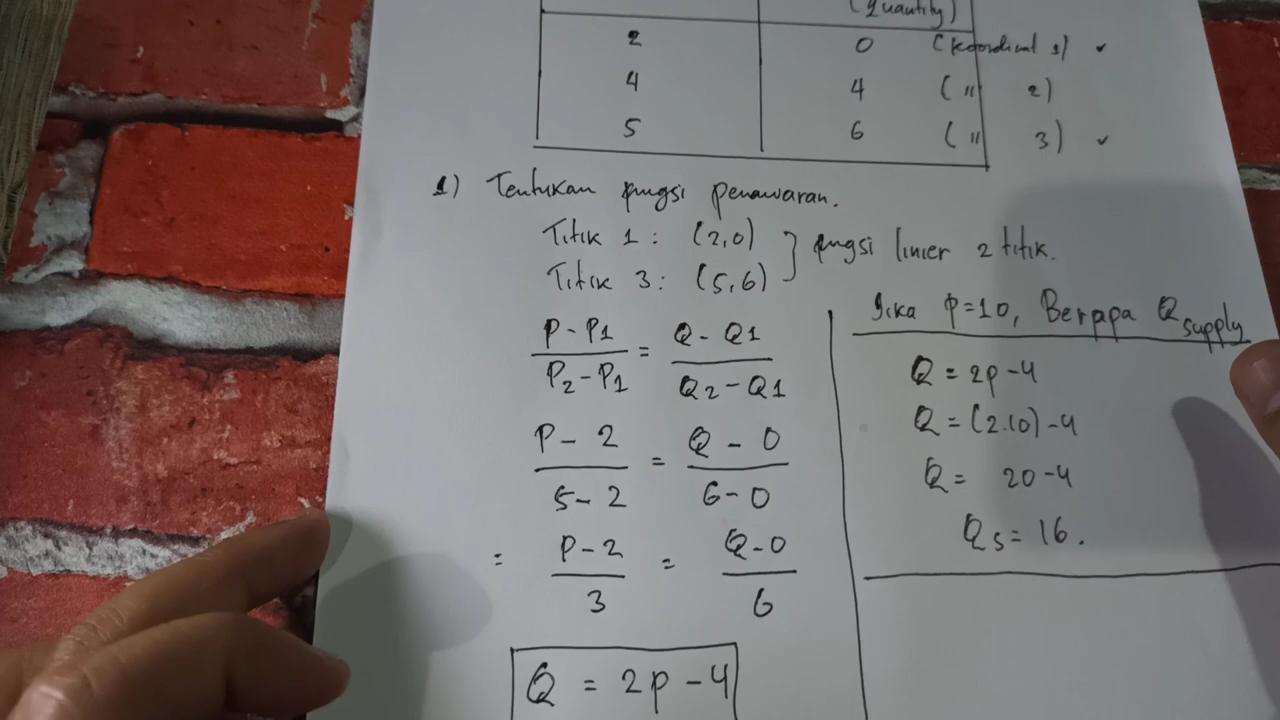 (Quantity)
2 0 (Koordinat 1) ✓
4 4 ( " 2)
5 6 ( " 3) ✓
1) Tentukan fungsi penawaran.
Titik 1 : (2,0) } fungsi linier 2 titik.
Titik 3 : (5,6)
P - P1 / P2 - P1 = Q - Q1 / Q2 - Q1
P - 2 / 5 - 2 = Q - 0 / 6 - 0
= P - 2 / 3 = Q - 0 / 6
Q = 2p - 4
Jika p=10, Berapa Q supply
Q = 2p - 4
Q = (2.10) - 4
Q = 20 - 4
Qs = 16.